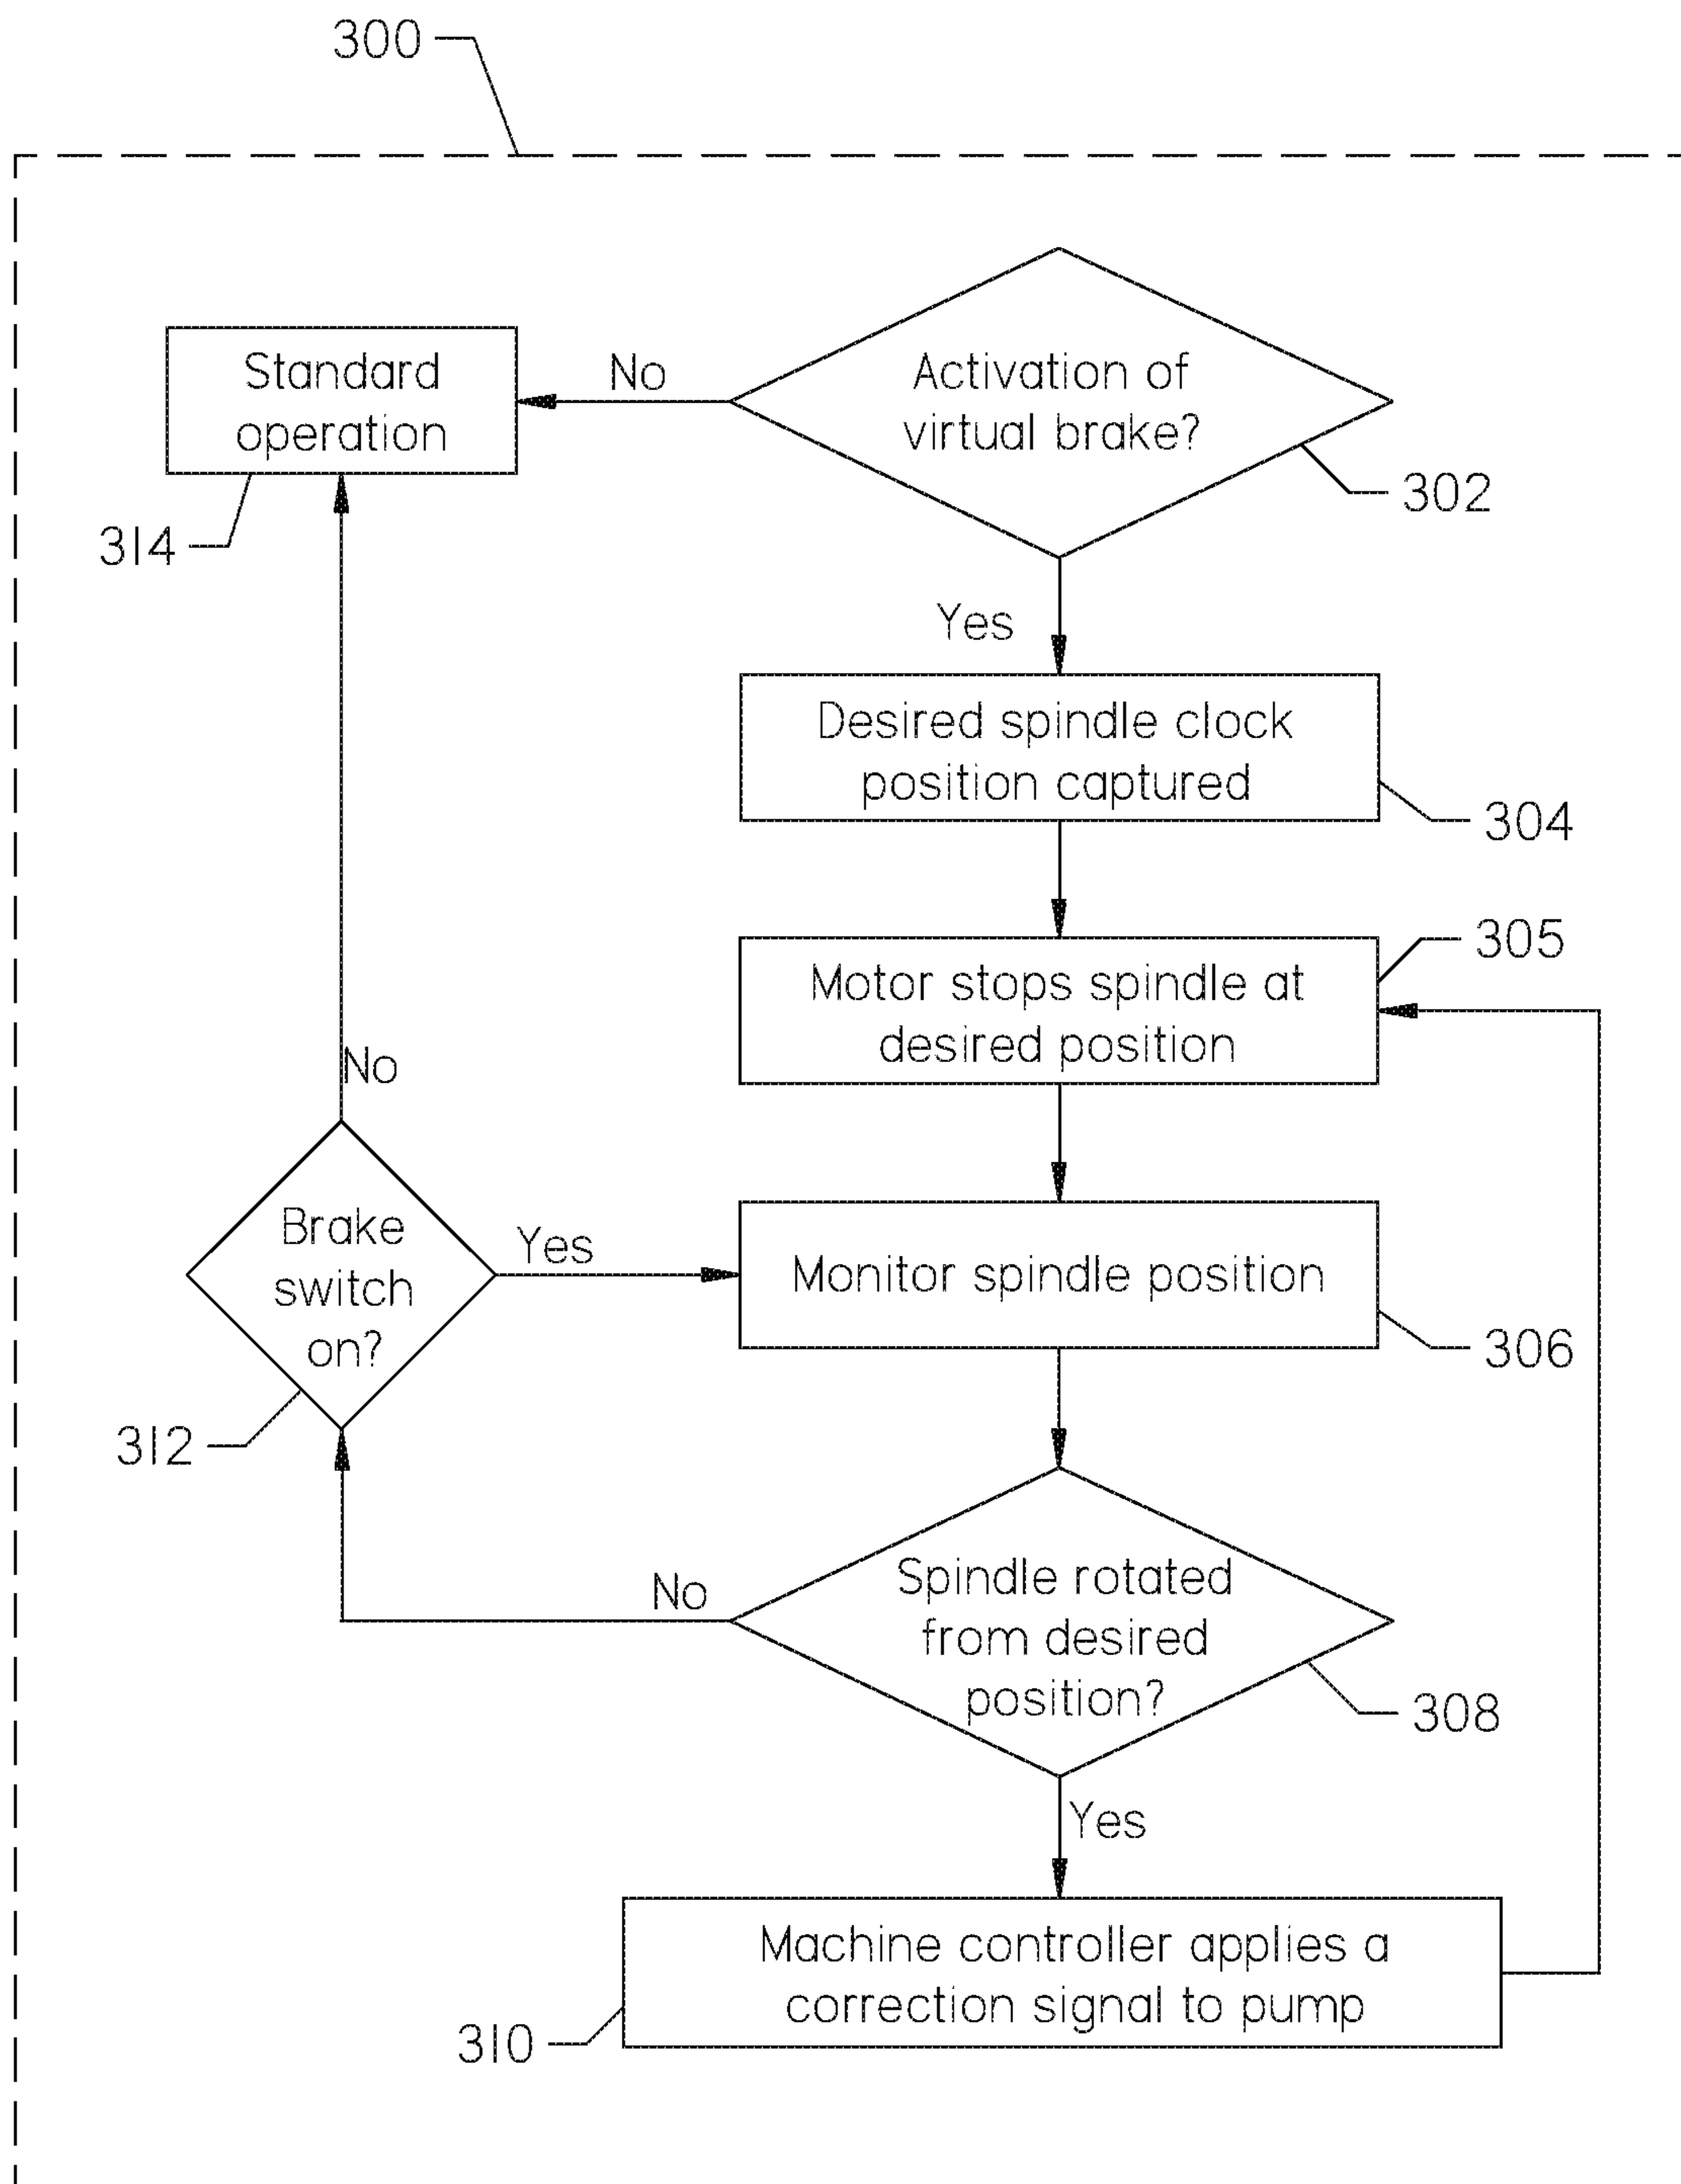 300
Standard
operation
No
Activation of
virtual brake?
302
314
Yes
Desired spindle clock
position captured
304
305
Motor stops spindle at
desired position
No
Brake
switch
on?
Yes
Monitor spindle position
306
312
No
Spindle rotated
from desired
position?
308
Yes
Machine controller applies a
correction signal to pump
310